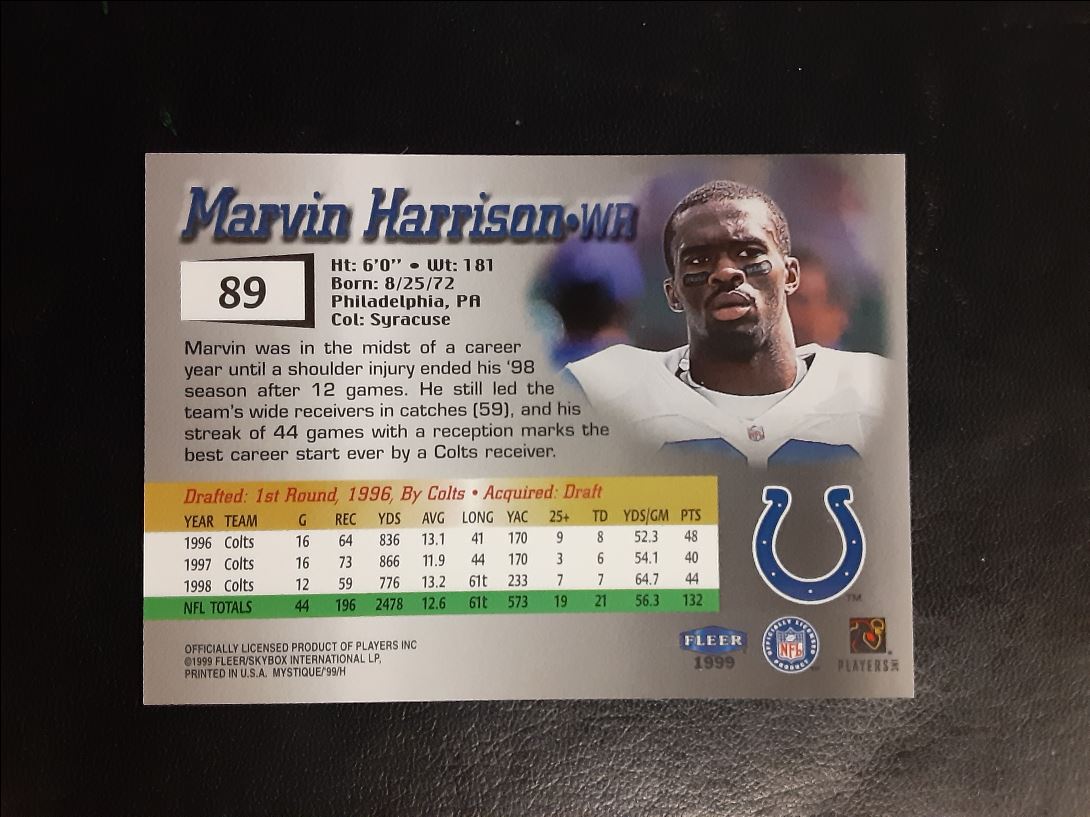 Marvin Harrison•WR
89
Ht: 6'0" • Wt: 181
Born: 8/25/72
Philadelphia, PA
Col: Syracuse
Marvin was in the midst of a career
year until a shoulder injury ended his '98
season after 12 games. He still led the
team's wide receivers in catches (59), and his
streak of 44 games with a reception marks the
best career start ever by a Colts receiver.
Drafted: 1st Round, 1996, By Colts • Acquired: Draft
YEAR TEAM G REC YDS AVG LONG YAC 25+ TD YDS/GM PTS
1996 Colts 16 64 836 13.1 41 170 9 8 52.3 48
1997 Colts 16 73 866 11.9 44 170 3 6 54.1 40
1998 Colts 12 59 776 13.2 61t 233 7 7 64.7 44
NFL TOTALS 44 196 2478 12.6 61t 573 19 21 56.3 132
TM
OFFICIALLY LICENSED PRODUCT OF PLAYERS INC
©1999 FLEER/SKYBOX INTERNATIONAL LP,
PRINTED IN U.S.A. MYSTIQUE/'99/H
FLEER
1999
OFFICIALLY LICENSED
NFL
PRODUCT
PLAYERS INC